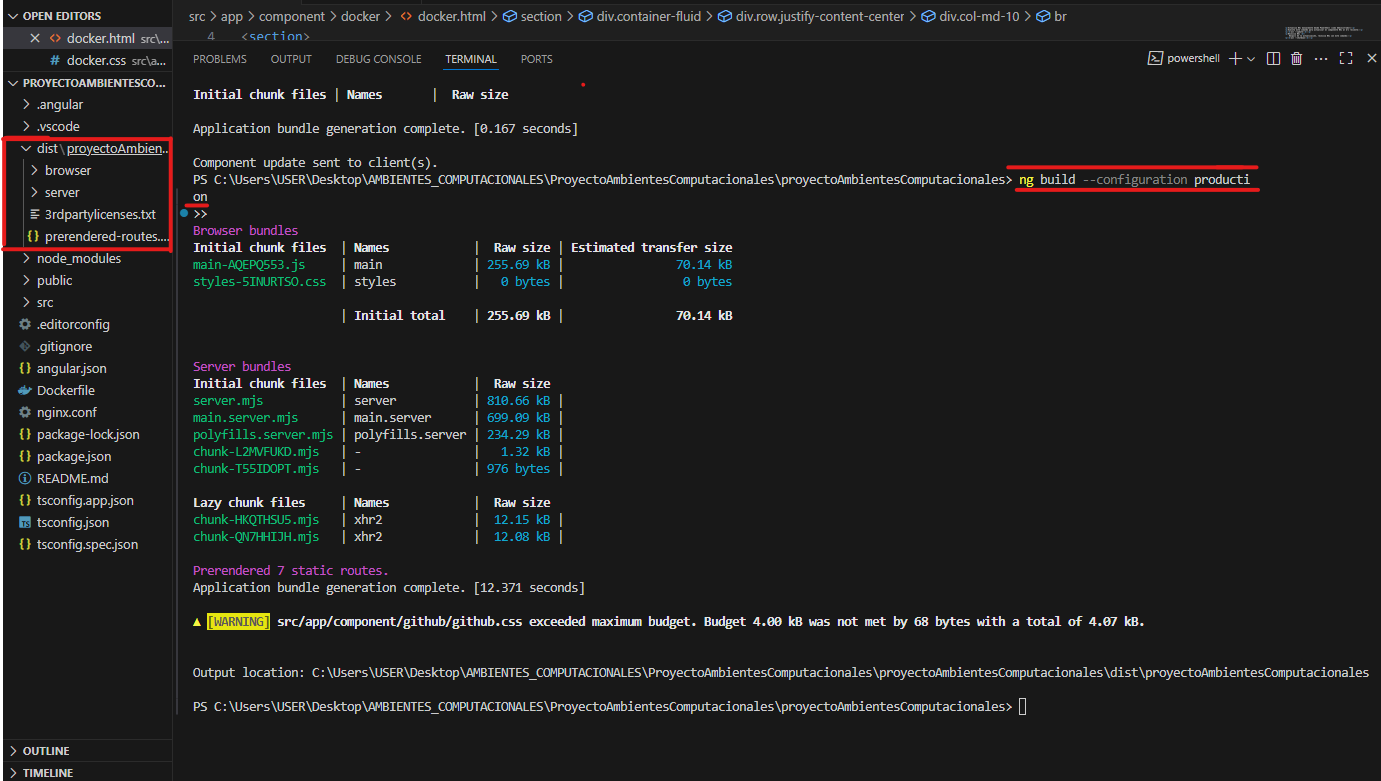 OPEN EDITORS
docker.html src\...
docker.css src\a...
PROYECTOAMBIENTESCO...
.angular
.vscode
dist\proyectoAmbien...
browser
server
3rdpartylicenses.txt
prerendered-routes....
node_modules
public
src
.editorconfig
.gitignore
angular.json
Dockerfile
nginx.conf
package-lock.json
package.json
README.md
tsconfig.app.json
tsconfig.json
tsconfig.spec.json
OUTLINE
TIMELINE
src > app > component > docker > docker.html > section > div.container-fluid > div.row.justify-content-center > div.col-md-10 > br
4 <section>
PROBLEMS OUTPUT DEBUG CONSOLE TERMINAL PORTS powershell
Initial chunk files | Names | Raw size
Application bundle generation complete. [0.167 seconds]
Component update sent to client(s).
PS C:\Users\USER\Desktop\AMBIENTES_COMPUTACIONALES\ProyectoAmbientesComputacionales\proyectoAmbientesComputacionales> ng build --configuration producti
on
>>
Browser bundles
Initial chunk files | Names | Raw size | Estimated transfer size
main-AQEPQ553.js | main | 255.69 kB | 70.14 kB
styles-5INURTSO.css | styles | 0 bytes | 0 bytes
| Initial total | 255.69 kB | 70.14 kB
Server bundles
Initial chunk files | Names | Raw size
server.mjs | server | 810.66 kB |
main.server.mjs | main.server | 699.09 kB |
polyfills.server.mjs | polyfills.server | 234.29 kB |
chunk-L2MVFUKD.mjs | - | 1.32 kB |
chunk-T55IDOPT.mjs | - | 976 bytes |
Lazy chunk files | Names | Raw size
chunk-HKQTHSU5.mjs | xhr2 | 12.15 kB |
chunk-QN7HHIJH.mjs | xhr2 | 12.08 kB |
Prerendered 7 static routes.
Application bundle generation complete. [12.371 seconds]
▲ [WARNING] src/app/component/github/github.css exceeded maximum budget. Budget 4.00 kB was not met by 68 bytes with a total of 4.07 kB.
Output location: C:\Users\USER\Desktop\AMBIENTES_COMPUTACIONALES\ProyectoAmbientesComputacionales\proyectoAmbientesComputacionales\dist\proyectoAmbientesComputacionales
PS C:\Users\USER\Desktop\AMBIENTES_COMPUTACIONALES\ProyectoAmbientesComputacionales\proyectoAmbientesComputacionales>